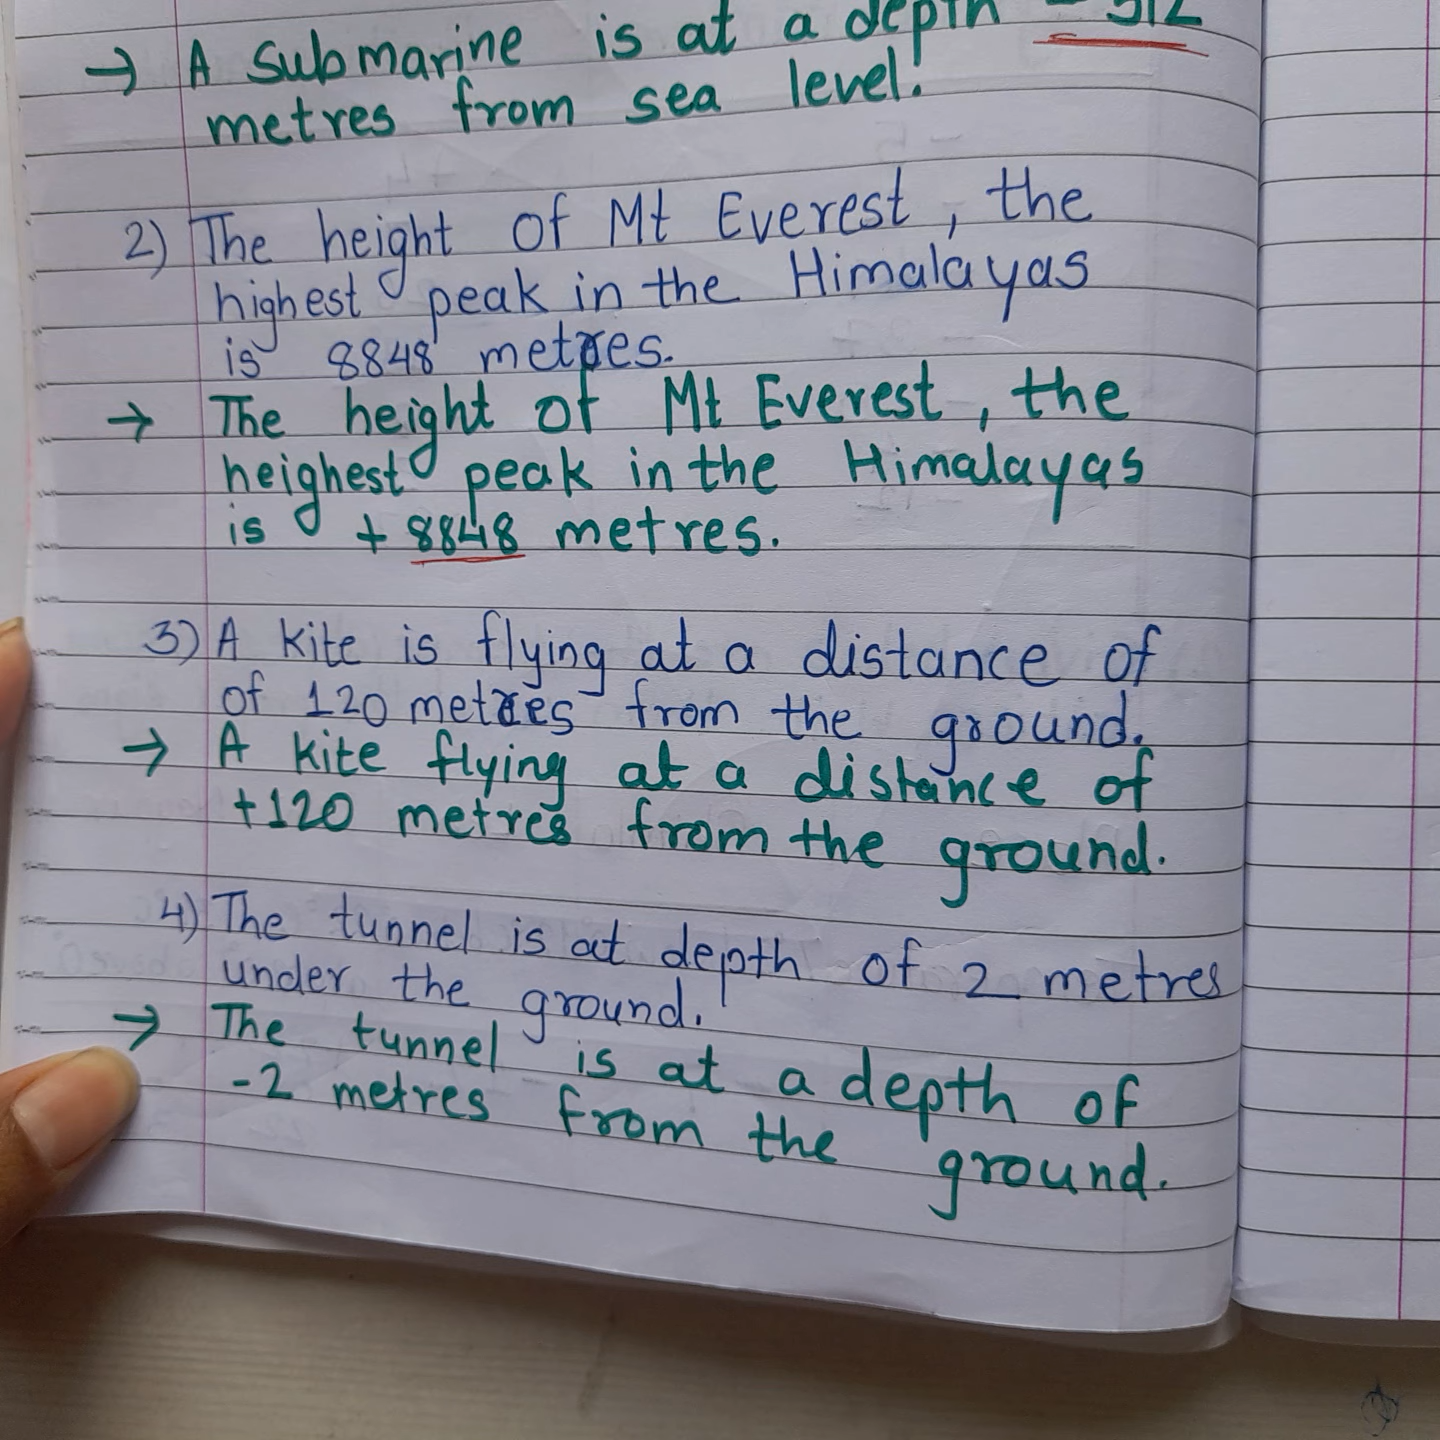 → A submarine is at a depth - 512
metres from sea level.
2) The height of Mt Everest, the
highest peak in the Himalayas
is 8848 metres.
→ The height of Mt Everest, the
heighest peak in the Himalayas
is + 8848 metres.
3) A kite is flying at a distance of
of 120 metres from the ground.
→ A kite flying at a distance of
+120 metres from the ground.
4) The tunnel is at depth of 2 metres
under the ground.
→ The tunnel is at a depth of
-2 metres from the ground.